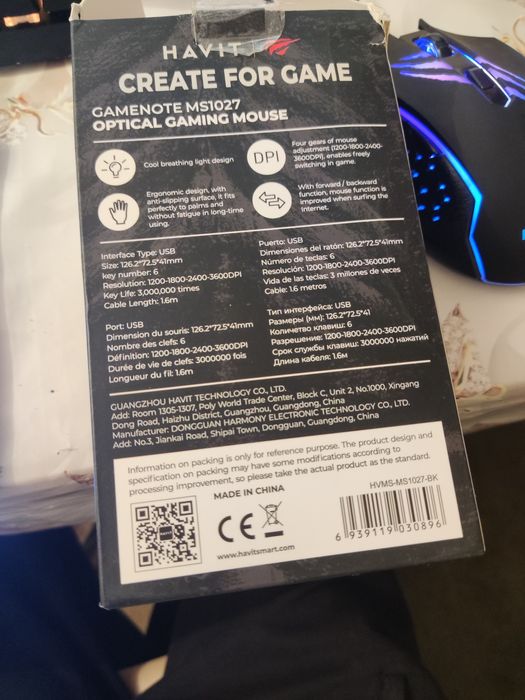 HAVIT
CREATE FOR GAME
GAMENOTE MS1027
OPTICAL GAMING MOUSE
Cool breathing light design
DPI
Four gears of mouse
adjustment (1200-1800-2400-
3600DPI), enables freely
switching in game.
Ergonomic design, with
anti-slipping surface, it fits
perfectly to palms and
without fatigue in long-time
using.
With forward / backward
function, mouse function is
improved when surfing the
Internet.
Interface Type: USB
Size: 126.2*72.5*41mm
key number: 6
Resolution: 1200-1800-2400-3600DPI
Key Life: 3,000,000 times
Cable Length: 1.6m
Puerto: USB
Dimensiones del ratón: 126.2*72.5*41mm
Número de teclas: 6
Resolución: 1200-1800-2400-3600DPI
Vida de las teclas: 3 millones de veces
Cable: 1.6 metros
Port: USB
Dimension du souris: 126.2*72.5*41mm
Nombre des clefs: 6
Définition: 1200-1800-2400-3600DPI
Durée de vie de clefs: 3000000 fois
Longueur du fil: 1.6m
Тип интерфейса: USB
Размеры (мм): 126.2*72.5*41
Количетво клавиш: 6
Разрешение: 1200-1800-2400-3600DPI
Срок службы клавиш: 3000000 нажатий
Длина кабеля: 1.6м
GUANGZHOU HAVIT TECHNOLOGY CO., LTD.
Add: Room 1305-1307, Poly World Trade Center, Block C, Unit 2, No.1000, Xingang
Dong Road, Haizhu District, Guangzhou, Guangdong, China
Manufacturer: DONGGUAN HARMONY ELECTRONIC TECHNOLOGY CO., LTD.
Add: No.3, Jiankai Road, Shipai Town, Dongguan, Guangdong, China
Information on packing is only for reference purpose. The product design and
specification on packing may have some modifications according to
processing improvement, so please take the actual product as the standard.
MADE IN CHINA
HVMS-MS1027-BK
HAVIT
CE
www.havitsmart.com
6 939119 030896